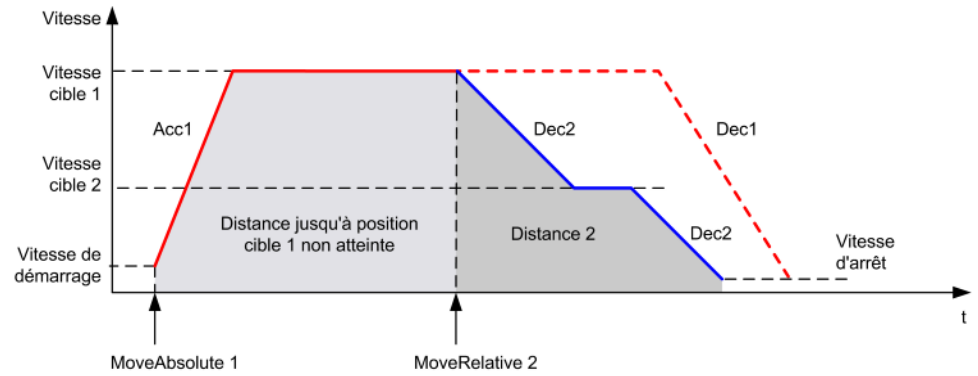 Vitesse
Vitesse
cible 1
Acc1
Dec2
Dec1
Vitesse
cible 2
Distance jusqu'à position
cible 1 non atteinte
Distance 2
Dec2
Vitesse
d'arrêt
Vitesse de
démarrage
t
MoveAbsolute 1
MoveRelative 2